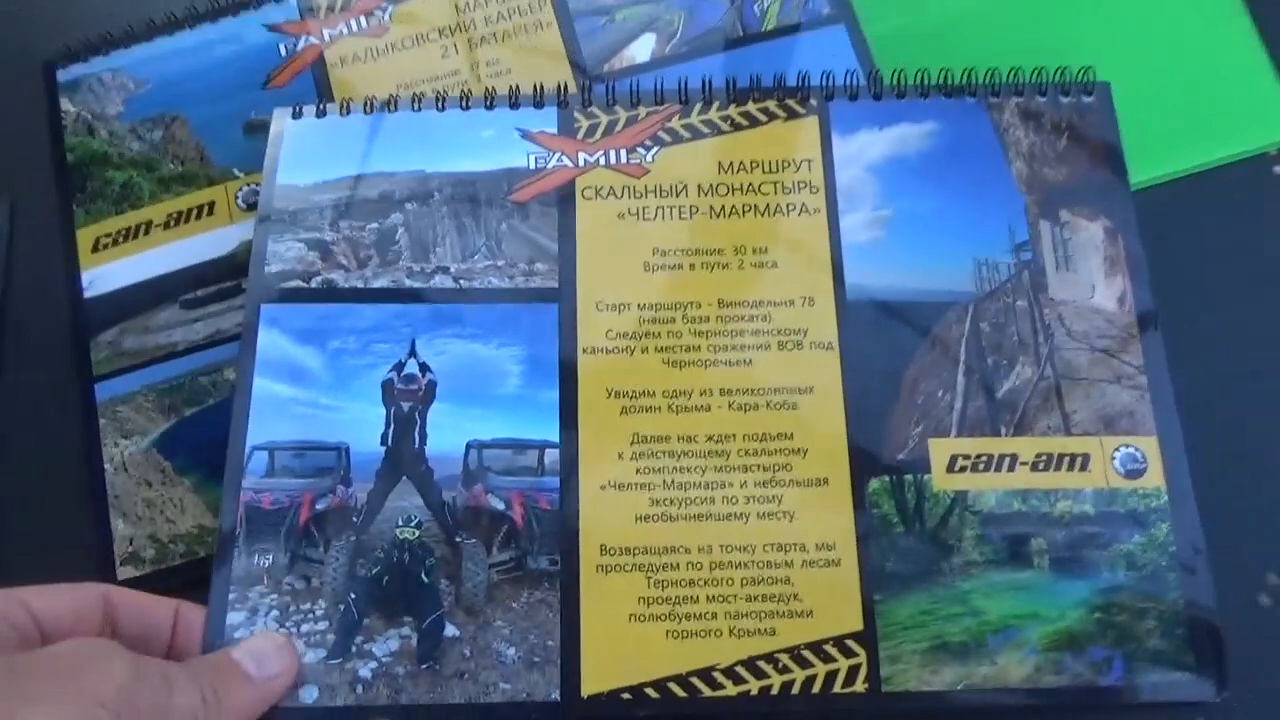 FAMILY
МАРШ
«КАДЫКОВСКИЙ КАРЬЕР
21 БАТАРЕЯ»
can-am
FAMILY
МАРШРУТ
СКАЛЬНЫЙ МОНАСТЫРЬ
«ЧЕЛТЕР-МАРМАРА»
Расстояние: 30 км
Время в пути: 2 часа
Старт маршрута - Винодельня 78
(наша база проката).
Следуем по Чернореченскому
каньону и местам сражений ВОВ под
Черноречьем
Увидим одну из великолепных
долин Крыма - Кара-Коба.
Далее нас ждет подъем
к действующему скальному
комплексу-монастырю
«Челтер-Мармара» и небольшая
экскурсия по этому
необычнейшему месту.
Возвращаясь на точку старта, мы
проследуем по реликтовым лесам
Терновского района,
проедем мост-акведук,
полюбуемся панорамами
горного Крыма.
can-am